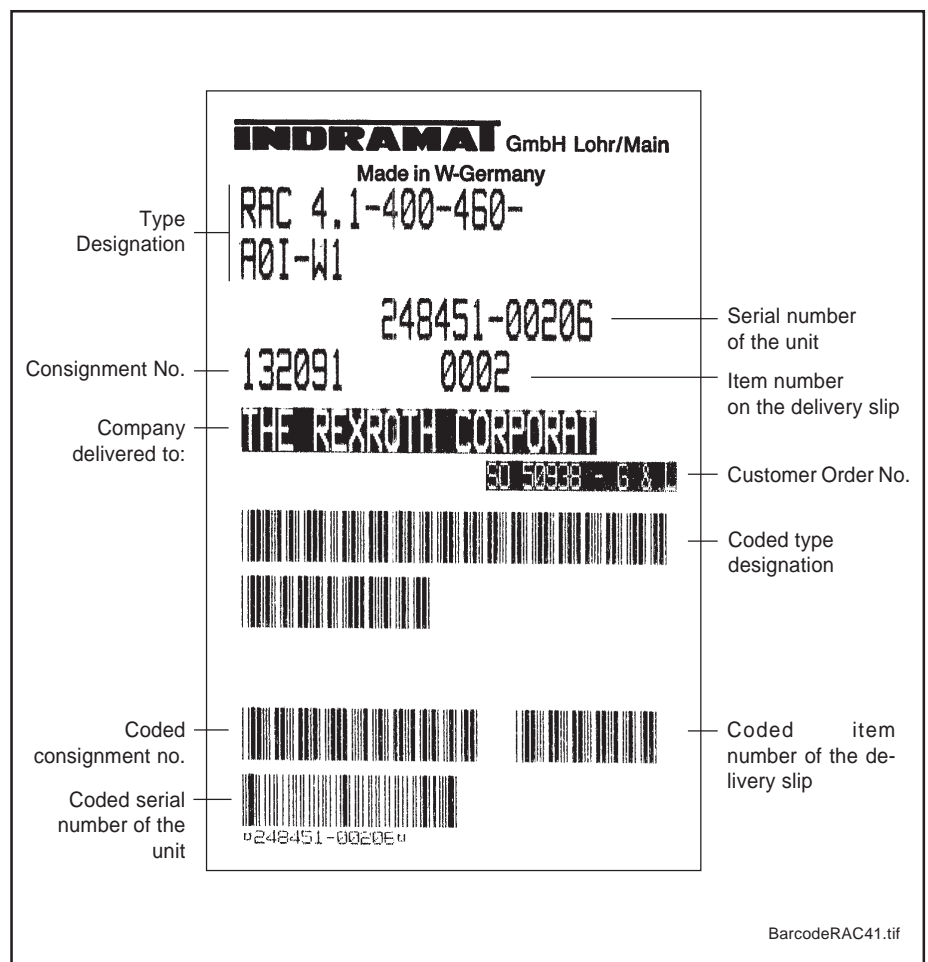 INDRAMAT GmbH Lohr/Main
Made in W-Germany
Type
Designation
RAC 4.1-400-460-
A0I-W1
248451-00206
Serial number
of the unit
Consignment No.
132091 0002
Item number
on the delivery slip
Company
delivered to:
THE REXROTH CORPORAT
SO 50938 - G & L
Customer Order No.
Coded type
designation
Coded
consignment no.
Coded item
number of the de-
livery slip
Coded serial
number of the
unit
248451-00206
BarcodeRAC41.tif